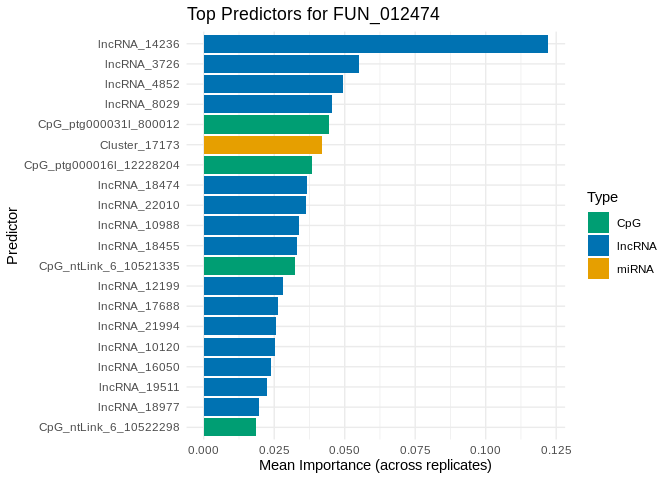 Top Predictors for FUN_012474
Predictor
lncRNA_14236
lncRNA_3726
lncRNA_4852
lncRNA_8029
CpG_ptg000031l_800012
Cluster_17173
CpG_ptg000016l_12228204
lncRNA_18474
lncRNA_22010
lncRNA_10988
lncRNA_18455
CpG_ntLink_6_10521335
lncRNA_12199
lncRNA_17688
lncRNA_21994
lncRNA_10120
lncRNA_16050
lncRNA_19511
lncRNA_18977
CpG_ntLink_6_10522298
0.000 0.025 0.050 0.075 0.100 0.125
Mean Importance (across replicates)
Type
CpG
lncRNA
miRNA